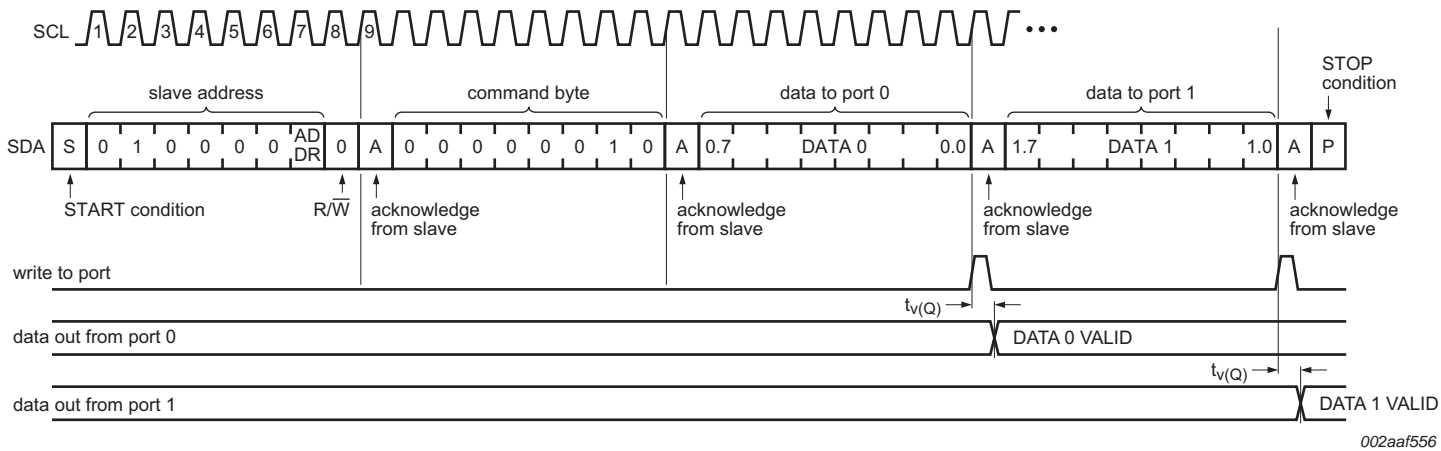 SCL 1 2 3 4 5 6 7 8 9
STOP
condition
slave address command byte data to port 0 data to port 1
SDA S 0 1 0 0 0 0 AD DR 0 A 0 0 0 0 0 0 1 0 A 0.7 DATA 0 0.0 A 1.7 DATA 1 1.0 A P
START condition R/W̅ acknowledge from slave acknowledge from slave acknowledge from slave acknowledge from slave
write to port
tv(Q)
data out from port 0 DATA 0 VALID
tv(Q)
data out from port 1 DATA 1 VALID
002aaf556